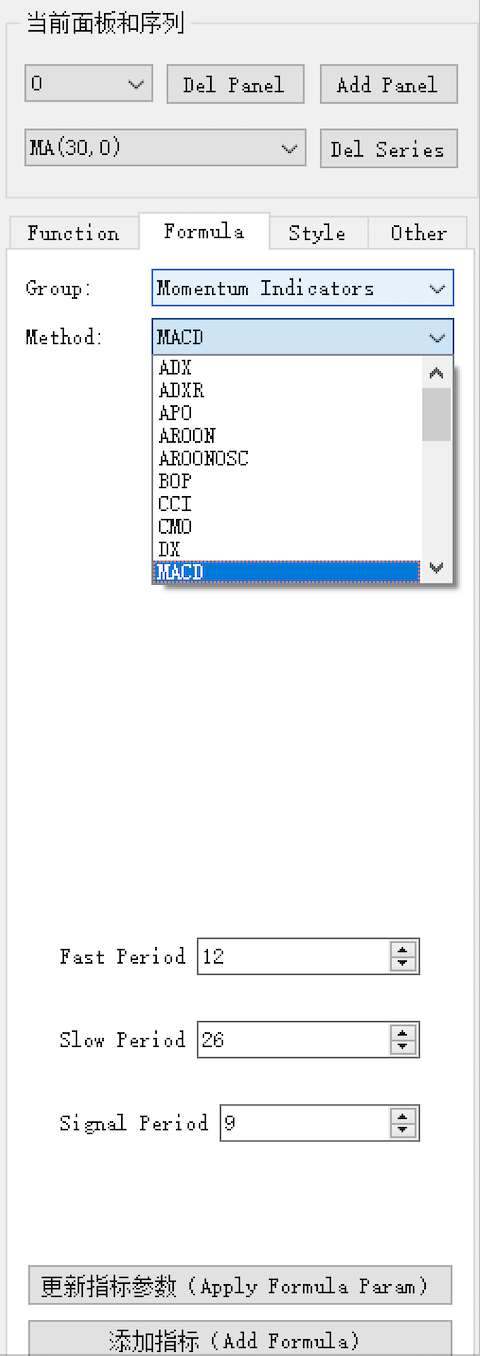 当前面板和序列
0 Del Panel Add Panel
MA(30,0) Del Series
Function Formula Style Other
Group: Momentum Indicators
Method: MACD
ADX
ADXR
APO
AROON
AROONOSC
BOP
CCI
CMO
DX
MACD
Fast Period 12
Slow Period 26
Signal Period 9
更新指标参数 (Apply Formula Param)
添加指标 (Add Formula)